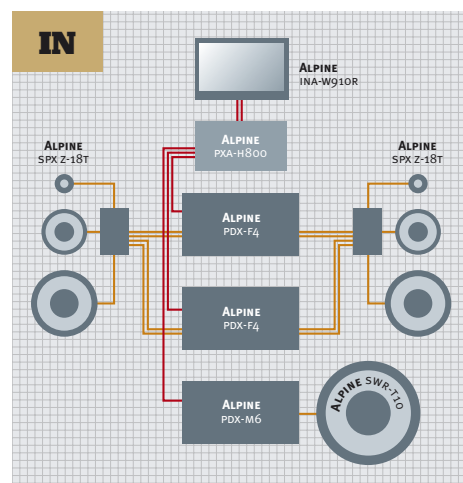 IN
ALPINE
INA-W910R
ALPINE
PXA-H800
ALPINE
SPX Z-18T
ALPINE
SPX Z-18T
ALPINE
PDX-F4
ALPINE
PDX-F4
ALPINE
PDX-M6
ALPINE SWR-T10